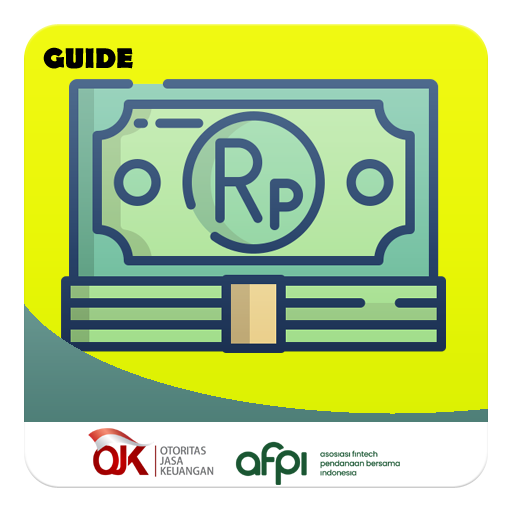 GUIDE
Rp
OJK
OTORITAS
JASA
KEUANGAN
afpi
asosiasi fintech
pendanaan bersama
indonesia